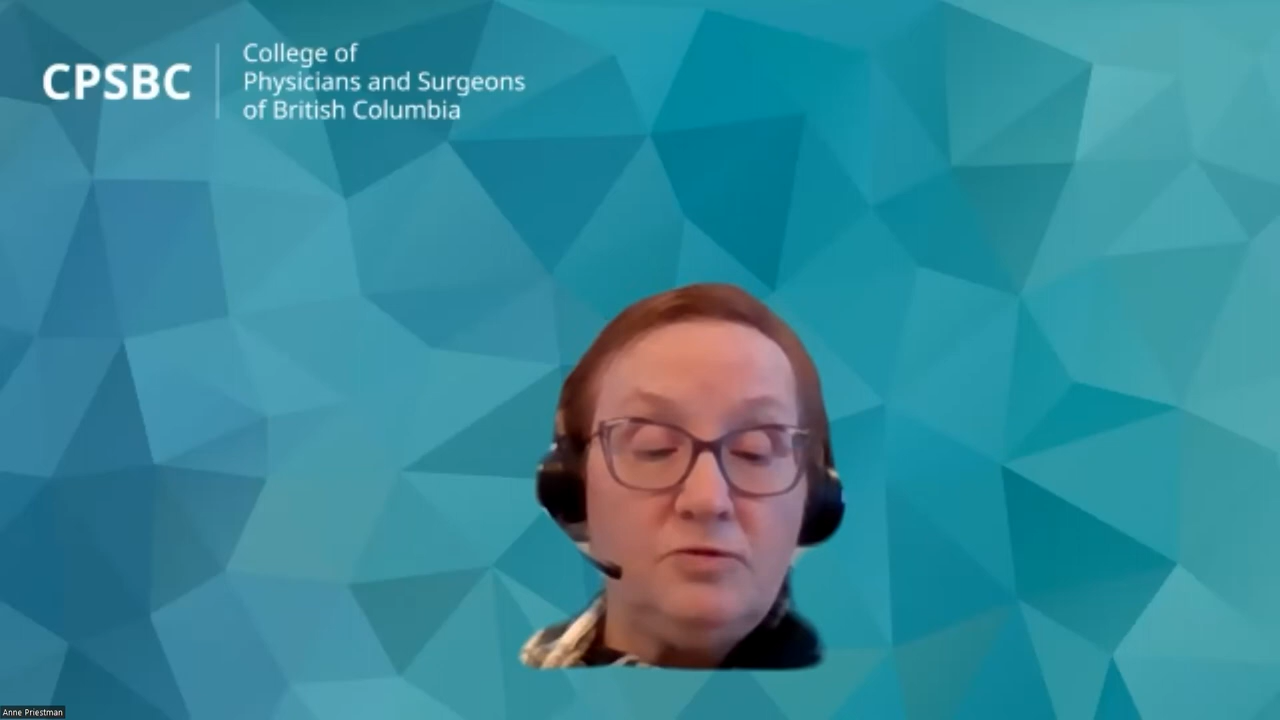 CPSBC
College of
Physicians and Surgeons
of British Columbia
Anne Priestman